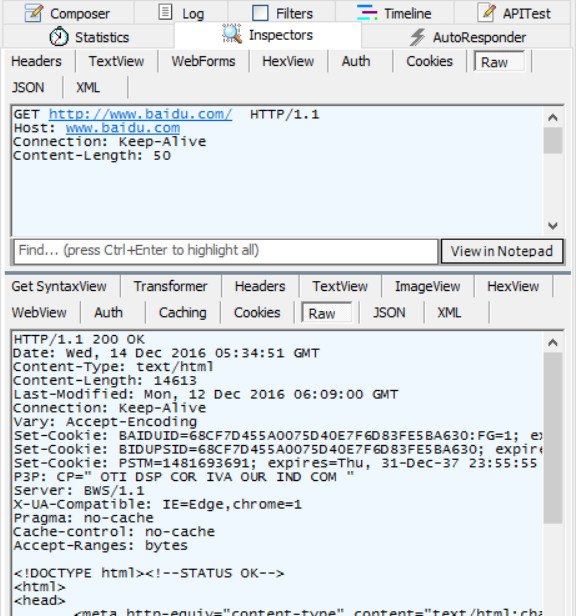 Composer Log Filters Timeline APITest
Statistics Inspectors AutoResponder
Headers TextView WebForms HexView Auth Cookies Raw
JSON XML
GET http://www.baidu.com/ HTTP/1.1
Host: www.baidu.com
Connection: Keep-Alive
Content-Length: 50
Find... (press Ctrl+Enter to highlight all) View in Notepad
Get SyntaxView Transformer Headers TextView ImageView HexView
WebView Auth Caching Cookies Raw JSON XML
HTTP/1.1 200 OK
Date: Wed, 14 Dec 2016 05:34:51 GMT
Content-Type: text/html
Content-Length: 14613
Last-Modified: Mon, 12 Dec 2016 06:09:00 GMT
Connection: Keep-Alive
Vary: Accept-Encoding
Set-Cookie: BAIDUID=68CF7D455A0075D40E7F6D83FE5BA630:FG=1; ex
Set-Cookie: BIDUPSID=68CF7D455A0075D40E7F6D83FE5BA630; expire
Set-Cookie: PSTM=1481693691; expires=Thu, 31-Dec-37 23:55:55
P3P: CP=" OTI DSP COR IVA OUR IND COM "
Server: BWS/1.1
X-UA-Compatible: IE=Edge,chrome=1
Pragma: no-cache
Cache-control: no-cache
Accept-Ranges: bytes
<!DOCTYPE html><!--STATUS OK-->
<html>
<head>
<meta http-equiv="content-type" content="text/html;cha